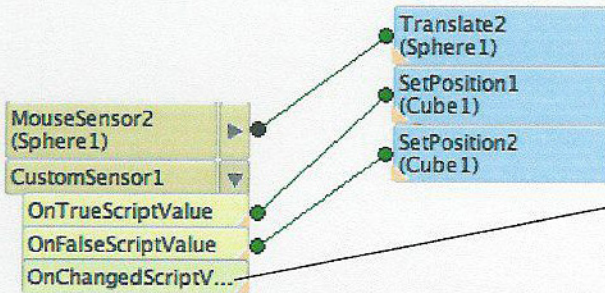 Translate2
(Sphere1)
SetPosition1
(Cube1)
SetPosition2
(Cube1)
MouseSensor2
(Sphere1)
CustomSensor1
OnTrueScriptValue
OnFalseScriptValue
OnChangedScriptV...